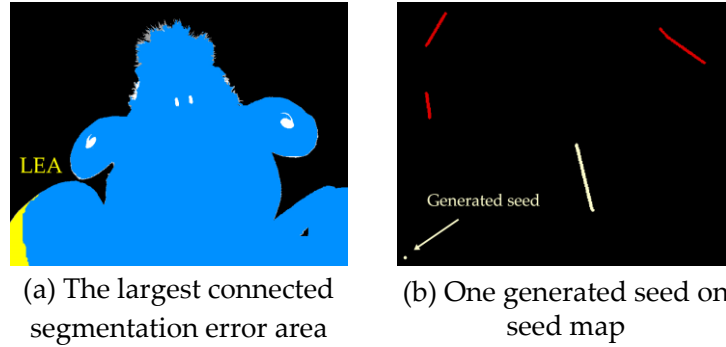 LEA
Generated seed
(a) The largest connected
segmentation error area
(b) One generated seed on
seed map